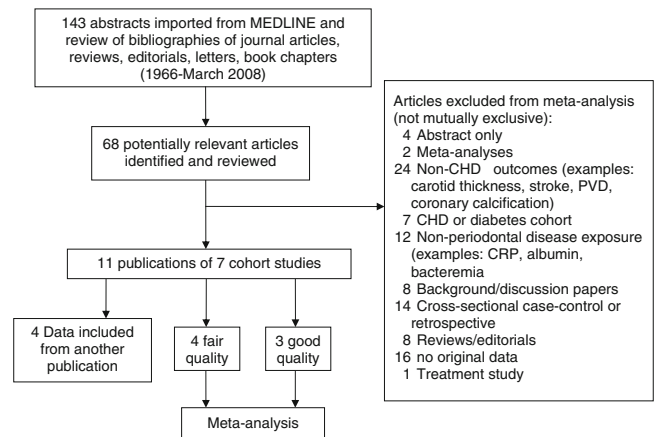 143 abstracts imported from MEDLINE and
review of bibliographies of journal articles,
reviews, editorials, letters, book chapters
(1966-March 2008)
68 potentially relevant articles
identified and reviewed
Articles excluded from meta-analysis
(not mutually exclusive):
4 Abstract only
2 Meta-analyses
24 Non-CHD outcomes (examples:
carotid thickness, stroke, PVD,
coronary calcification)
7 CHD or diabetes cohort
12 Non-periodontal disease exposure
(examples: CRP, albumin,
bacteremia
8 Background/discussion papers
14 Cross-sectional case-control or
retrospective
8 Reviews/editorials
16 no original data
1 Treatment study
11 publications of 7 cohort studies
4 Data included
from another
publication
4 fair
quality
3 good
quality
Meta-analysis